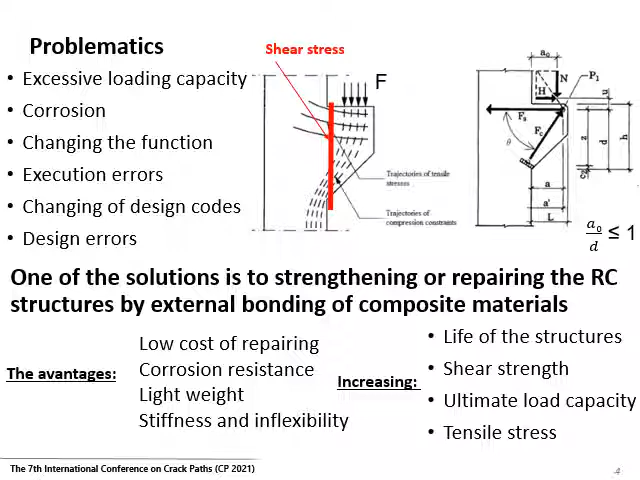 Problematics
• Excessive loading capacity
• Corrosion
• Changing the function
• Execution errors
• Changing of design codes
• Design errors
Shear stress
F
Trajectories of tensile
stresses
Trajectories of
compression constraints
a₀
P₁
N
H
u
Fs
Fc
θ
z
d
h
a
a'
L
a₀/d ≤ 1
One of the solutions is to strengthening or repairing the RC
structures by external bonding of composite materials
The avantages:
Low cost of repairing
Corrosion resistance
Light weight
Stiffness and inflexibility
Increasing:
• Life of the structures
• Shear strength
• Ultimate load capacity
• Tensile stress
The 7th International Conference on Crack Paths (CP 2021)
4